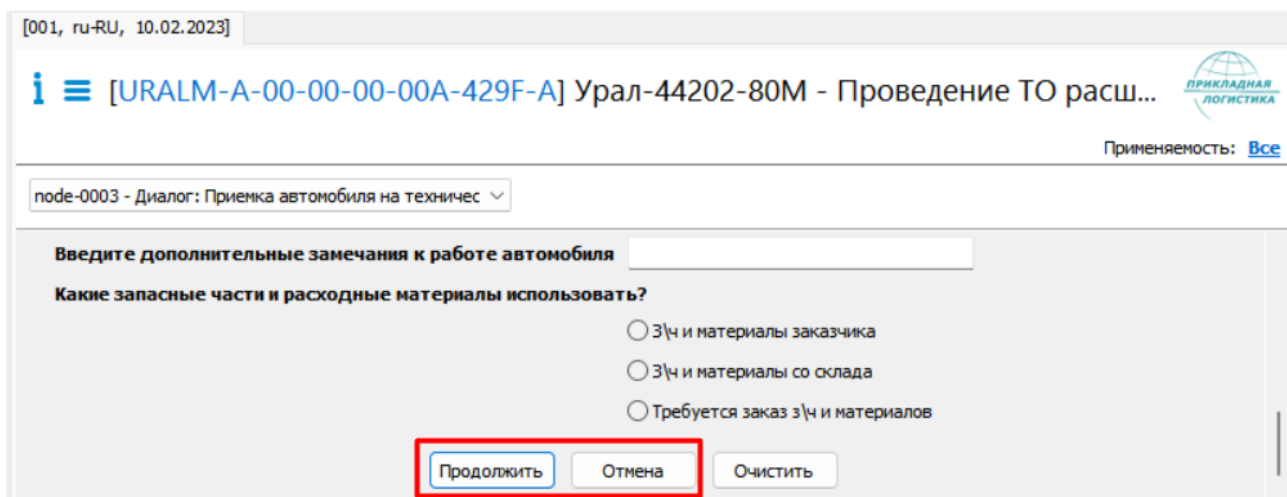 [001, ru-RU, 10.02.2023]
i ≡ [URALM-A-00-00-00-00A-429F-A] Урал-44202-80М - Проведение ТО расш...
ПРИКЛАДНАЯ
ЛОГИСТИКА
Применяемость: Все
node-0003 - Диалог: Приемка автомобиля на техничес
Введите дополнительные замечания к работе автомобиля
Какие запасные части и расходные материалы использовать?
З\ч и материалы заказчика
З\ч и материалы со склада
Требуется заказ з\ч и материалов
Продолжить Отмена Очистить